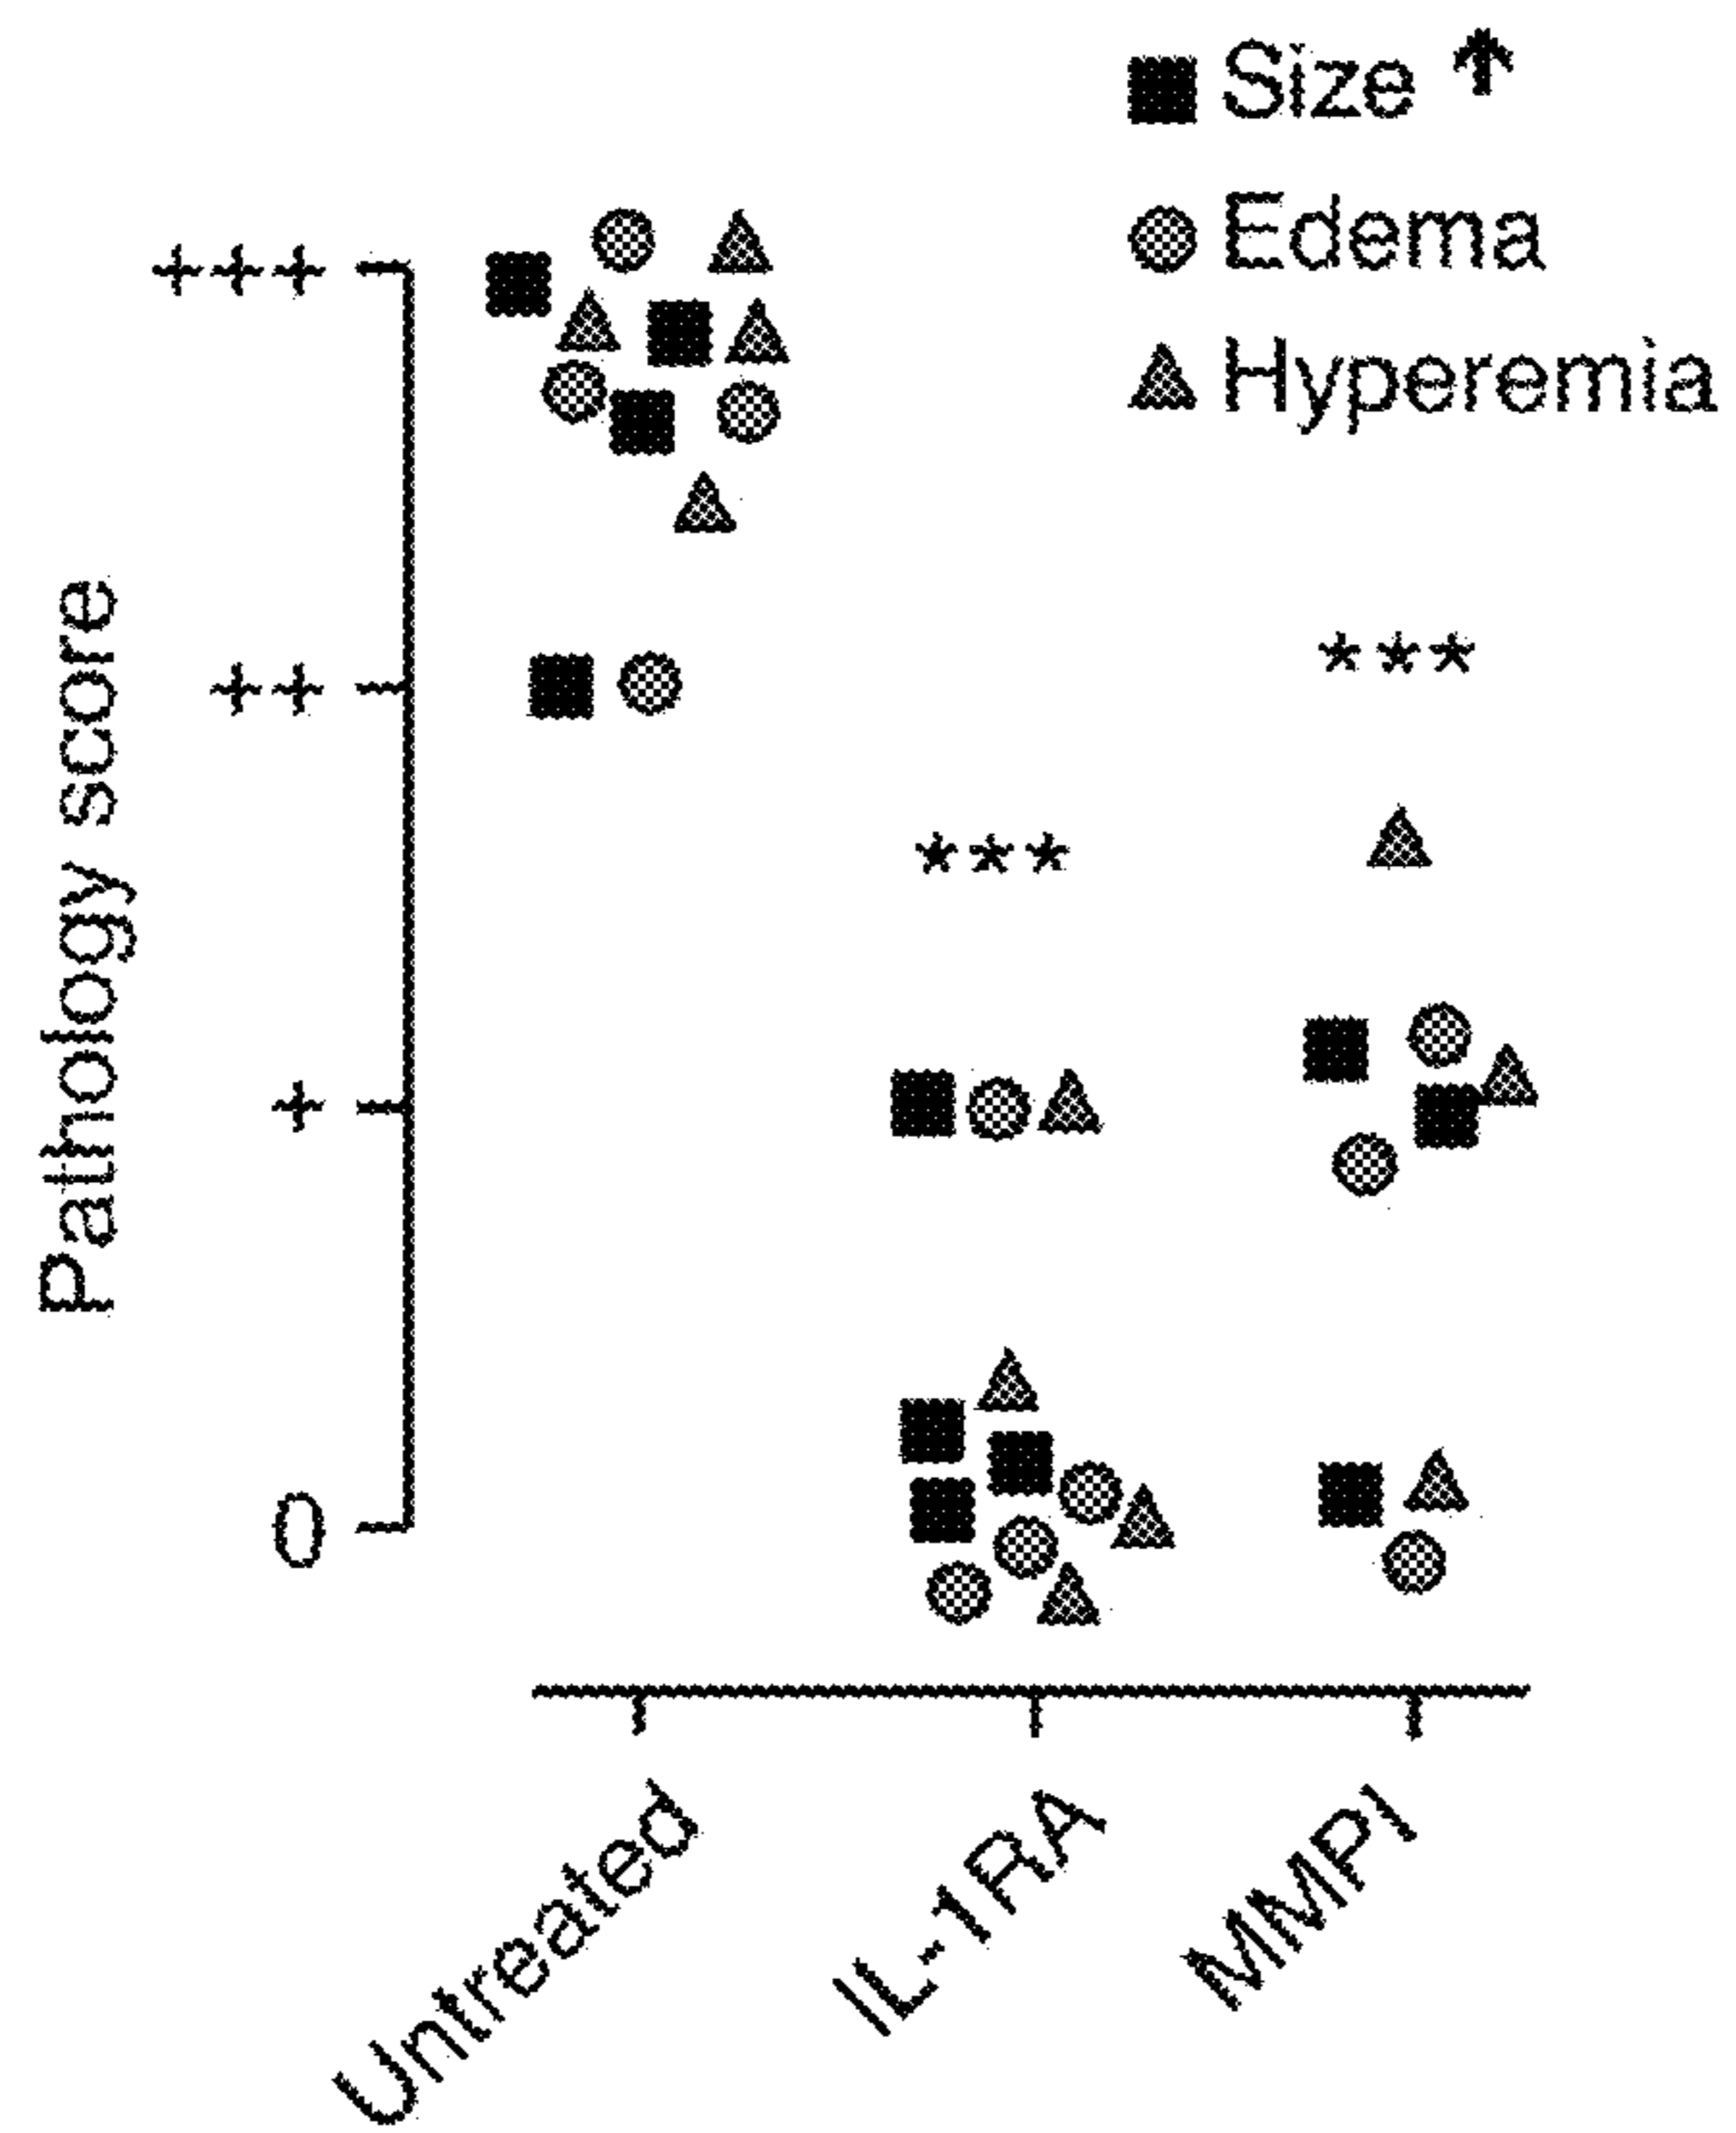 Size ↑
Edema
Hyperemia
Pathology score
+++
++
+
0
***
***
Untreated
IL-1RA
MMPI